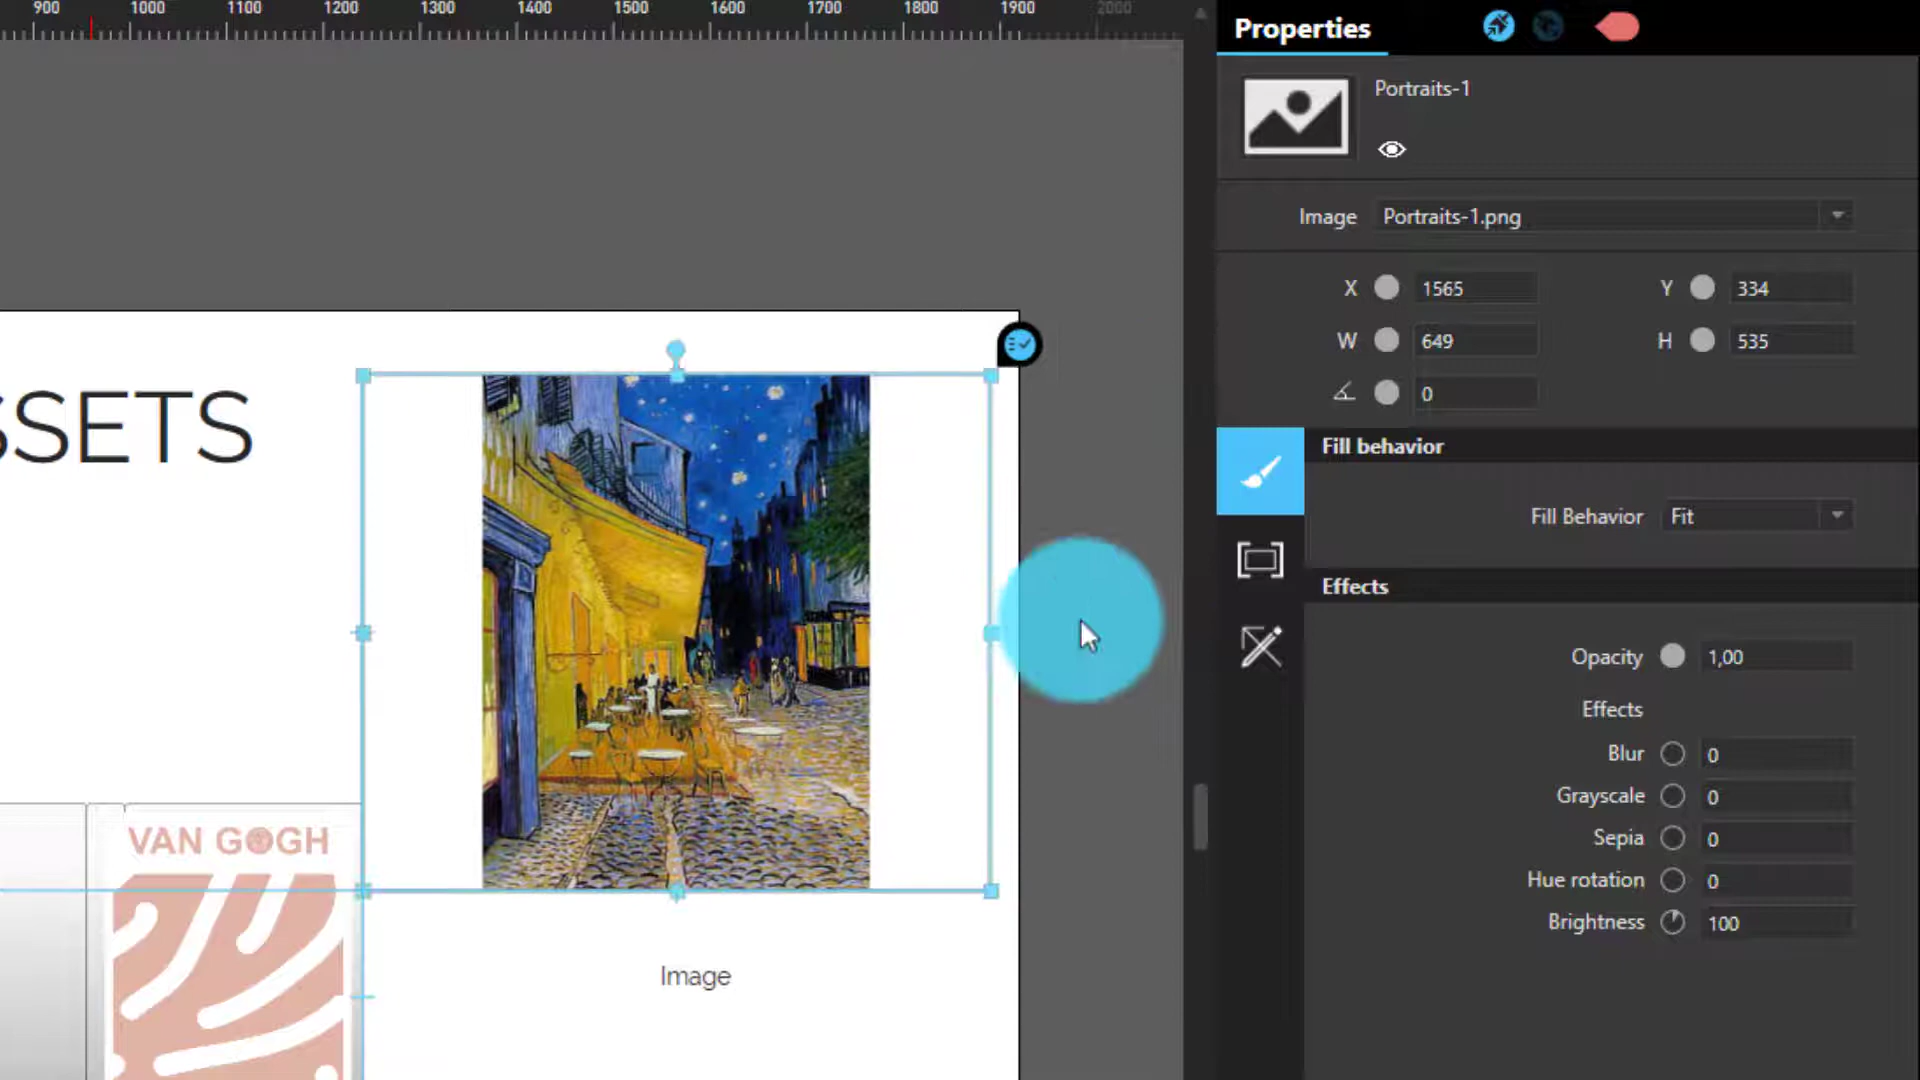 900 1000 1100 1200 1300 1400 1500 1600 1700 1800 1900 2000
Properties
Portraits-1
Image Portraits-1.png
X 1565 Y 334
W 649 H 535
0
Fill behavior
Fill Behavior Fit
Effects
Opacity 1,00
Effects
Blur 0
Grayscale 0
Sepia 0
Hue rotation 0
Brightness 100
SSETS
VAN GOGH
Image